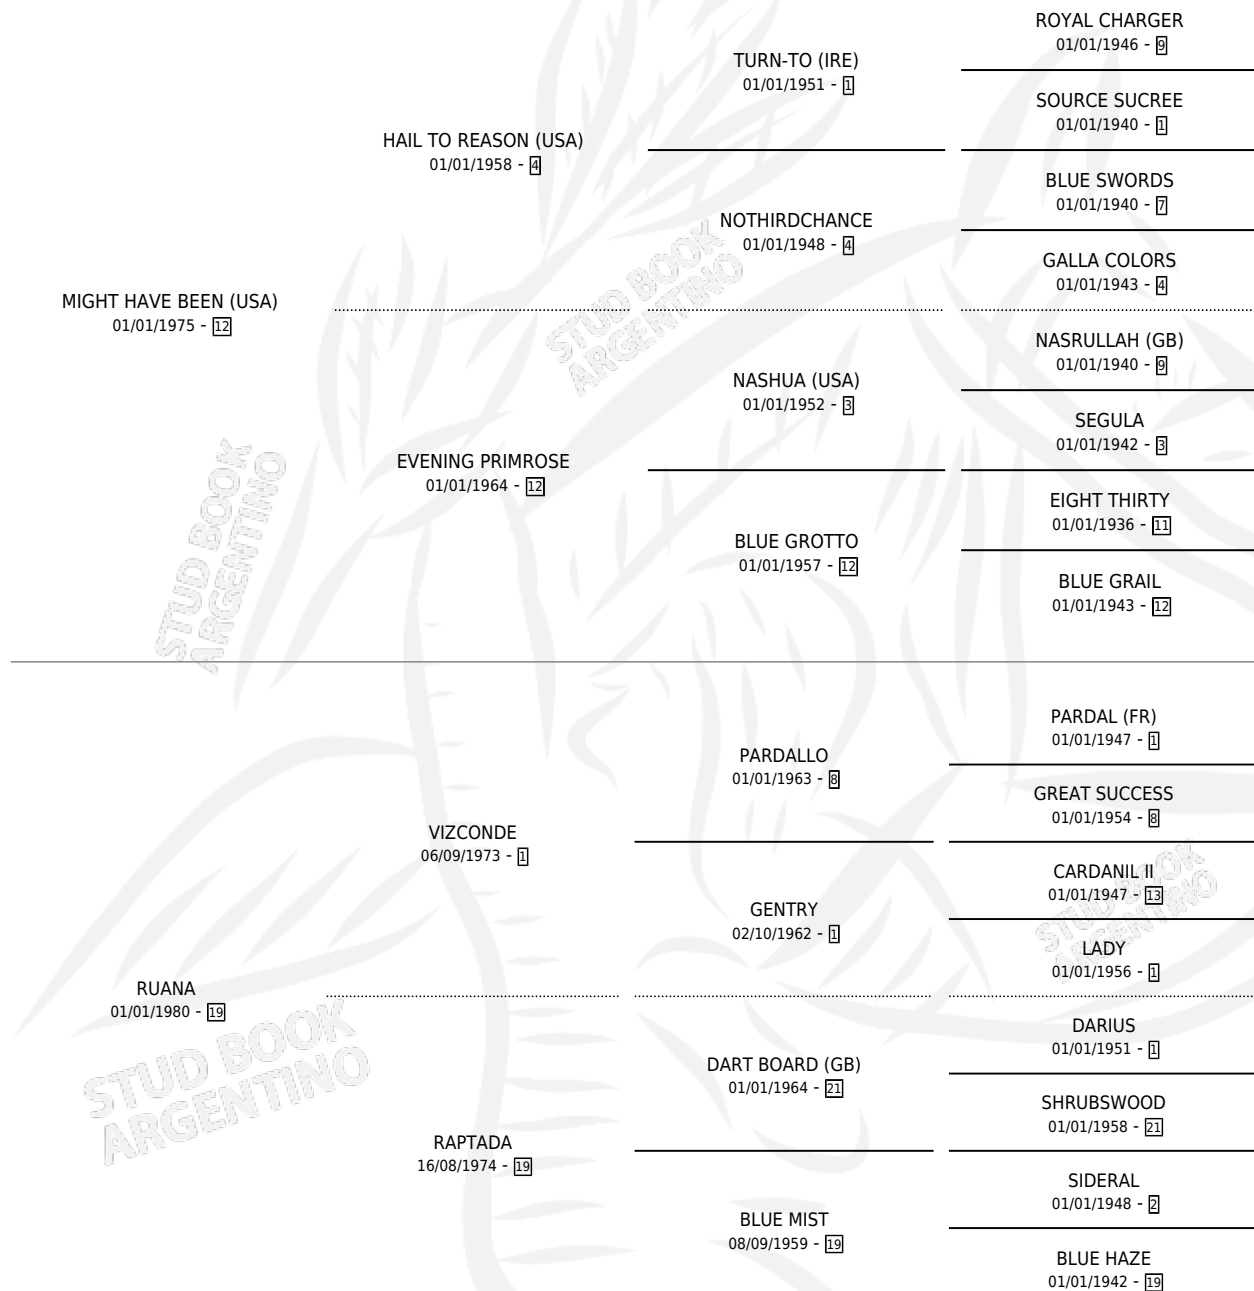 ROYAL CHARGER
01/01/1946 - 9
TURN-TO (IRE)
01/01/1951 - 1
SOURCE SUCREE
01/01/1940 - 1
HAIL TO REASON (USA)
01/01/1958 - 4
BLUE SWORDS
01/01/1940 - 7
NOTHIRDCHANCE
01/01/1948 - 4
GALLA COLORS
01/01/1943 - 4
MIGHT HAVE BEEN (USA)
01/01/1975 - 12
NASRULLAH (GB)
01/01/1940 - 9
NASHUA (USA)
01/01/1952 - 3
SEGULA
01/01/1942 - 3
EVENING PRIMROSE
01/01/1964 - 12
EIGHT THIRTY
01/01/1936 - 11
BLUE GROTTO
01/01/1957 - 12
BLUE GRAIL
01/01/1943 - 12
PARDAL (FR)
01/01/1947 - 1
PARDALLO
01/01/1963 - 8
GREAT SUCCESS
01/01/1954 - 8
VIZCONDE
06/09/1973 - 1
CARDANIL II
01/01/1947 - 13
GENTRY
02/10/1962 - 1
LADY
01/01/1956 - 1
RUANA
01/01/1980 - 19
DARIUS
01/01/1951 - 1
DART BOARD (GB)
01/01/1964 - 21
SHRUBSWOOD
01/01/1958 - 21
RAPTADA
16/08/1974 - 19
SIDERAL
01/01/1948 - 2
BLUE MIST
08/09/1959 - 19
BLUE HAZE
01/01/1942 - 19
STUD BOOK
ARGENTINO
STUD BOOK
ARGENTINO
STUD BOOK
ARGENTINO
STUD BOOK
ARGENTINO